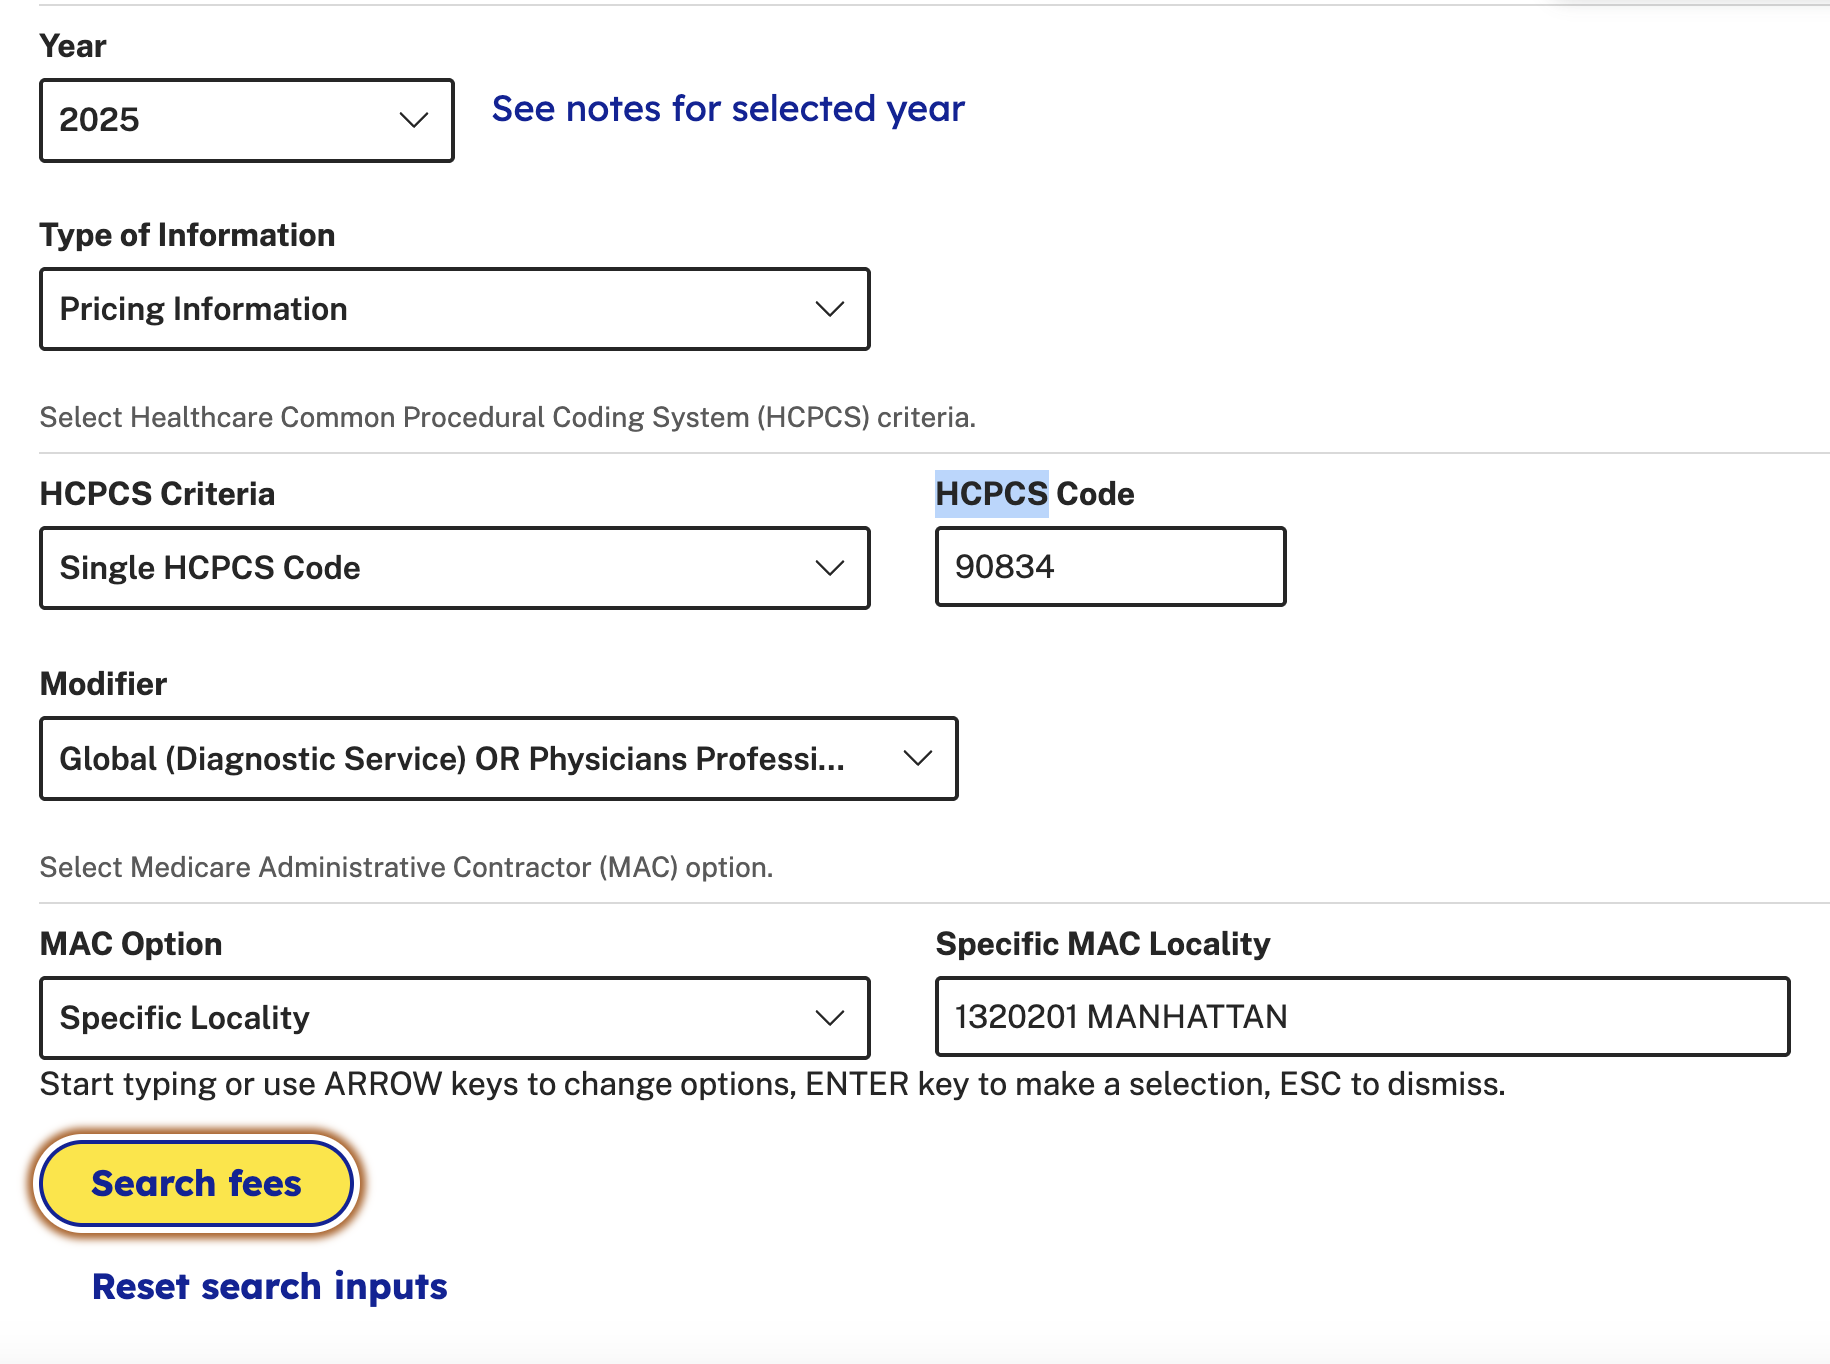 Year
2025
See notes for selected year
Type of Information
Pricing Information
Select Healthcare Common Procedural Coding System (HCPCS) criteria.
HCPCS Criteria
HCPCS Code
Single HCPCS Code
90834
Modifier
Global (Diagnostic Service) OR Physicians Professi...
Select Medicare Administrative Contractor (MAC) option.
MAC Option
Specific MAC Locality
Specific Locality
1320201 MANHATTAN
Start typing or use ARROW keys to change options, ENTER key to make a selection, ESC to dismiss.
Search fees
Reset search inputs